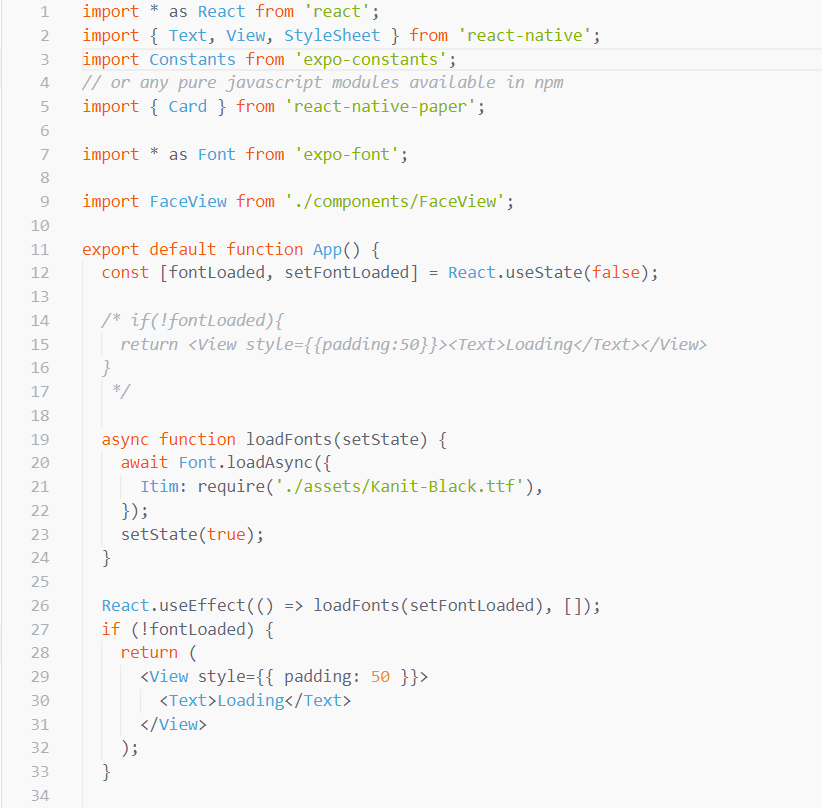 1 import * as React from 'react';
2 import { Text, View, StyleSheet } from 'react-native';
3 import Constants from 'expo-constants';
4 // or any pure javascript modules available in npm
5 import { Card } from 'react-native-paper';
6
7 import * as Font from 'expo-font';
8
9 import FaceView from './components/FaceView';
10
11 export default function App() {
12   const [fontLoaded, setFontLoaded] = React.useState(false);
13
14   /* if(!fontLoaded){
15     return <View style={{padding:50}}><Text>Loading</Text></View>
16   }
17    */
18
19   async function loadFonts(setState) {
20     await Font.loadAsync({
21       Itim: require('./assets/Kanit-Black.ttf'),
22     });
23     setState(true);
24   }
25
26   React.useEffect(() => loadFonts(setFontLoaded), []);
27   if (!fontLoaded) {
28     return (
29       <View style={{ padding: 50 }}>
30         <Text>Loading</Text>
31       </View>
32     );
33   }
34